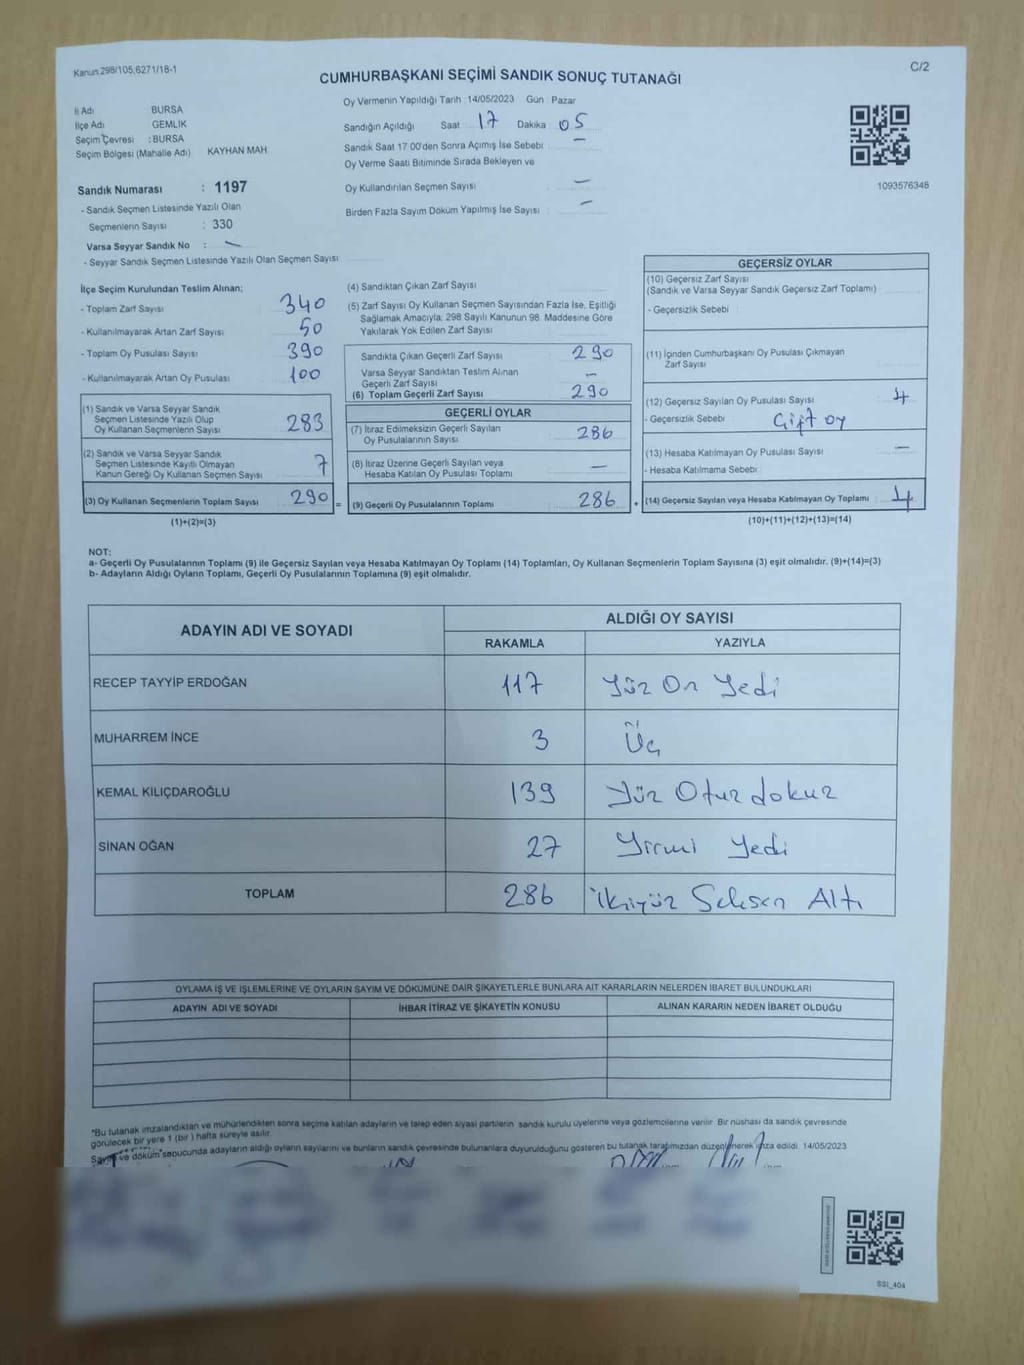 Kanun:298/105;6271/18-1
C/2
CUMHURBAŞKANI SEÇİMİ SANDIK SONUÇ TUTANAĞI
İl Adı : BURSA
İlçe Adı : GEMLİK
Seçim Çevresi : BURSA
Seçim Bölgesi (Mahalle Adı) KAYHAN MAH.
Sandık Numarası : 1197
- Sandık Seçmen Listesinde Yazılı Olan
Seçmenlerin Sayısı : 330
Varsa Seyyar Sandık No : -
- Seyyar Sandık Seçmen Listesinde Yazılı Olan Seçmen Sayısı
Oy Vermenin Yapıldığı Tarih :14/05/2023 Gün : Pazar
Sandığın Açıldığı Saat 17 Dakika : 05
Sandık Saat 17:00'den Sonra Açımış İse Sebebi : -
Oy Verme Saati Bitiminde Sırada Bekleyen ve
Oy Kullandırılan Seçmen Sayısı : -
Birden Fazla Sayım Döküm Yapılmış İse Sayısı : -
1093576348
İlçe Seçim Kurulundan Teslim Alınan;
- Toplam Zarf Sayısı 340
- Kullanılmayarak Artan Zarf Sayısı 50
- Toplam Oy Pusulası Sayısı 390
- Kullanılmayarak Artan Oy Pusulası 100
(1) Sandık ve Varsa Seyyar Sandık
Seçmen Listesinde Yazılı Olup
Oy Kullanan Seçmenlerin Sayısı 283
(2) Sandık ve Varsa Seyyar Sandık
Seçmen Listesinde Kayıtlı Olmayan
Kanun Gereği Oy Kullanan Seçmen Sayısı 7
(3) Oy Kullanan Seçmenlerin Toplam Sayısı 290 =
(1)+(2)=(3)
(4) Sandıktan Çıkan Zarf Sayısı
(5) Zarf Sayısı Oy Kullanan Seçmen Sayısından Fazla İse, Eşitliği
Sağlamak Amacıyla, 298 Sayılı Kanunun 98. Maddesine Göre
Yakılarak Yok Edilen Zarf Sayısı
Sandıkta Çıkan Geçerli Zarf Sayısı 290
Varsa Seyyar Sandıktan Teslim Alınan
Geçerli Zarf Sayısı -
(6) Toplam Geçerli Zarf Sayısı 290
GEÇERLİ OYLAR
(7) İtiraz Edilmeksizin Geçerli Sayılan
Oy Pusulalarının Sayısı 286
(8) İtiraz Üzerine Geçerli Sayılan veya
Hesaba Katılan Oy Pusulası Toplamı -
(9) Geçerli Oy Pusulalarının Toplamı 286 +
GEÇERSİZ OYLAR
(10) Geçersiz Zarf Sayısı
(Sandık ve Varsa Seyyar Sandık Geçersiz Zarf Toplamı)
- Geçersizlik Sebebi
(11) İçinden Cumhurbaşkanı Oy Pusulası Çıkmayan
Zarf Sayısı
(12) Geçersiz Sayılan Oy Pusulası Sayısı 4
- Geçersizlik Sebebi Çift oy
(13) Hesaba Katılmayan Oy Pusulası Sayısı -
- Hesaba Katılmama Sebebi
(14) Geçersiz Sayılan veya Hesaba Katılmayan Oy Toplamı 4
(10)+(11)+(12)+(13)=(14)
NOT:
a- Geçerli Oy Pusulalarının Toplamı (9) ile Geçersiz Sayılan veya Hesaba Katılmayan Oy Toplamı (14) Toplamları, Oy Kullanan Seçmenlerin Toplam Sayısına (3) eşit olmalıdır. (9)+(14)=(3)
b- Adayların Aldığı Oyların Toplamı, Geçerli Oy Pusulalarının Toplamına (9) eşit olmalıdır.
ADAYIN ADI VE SOYADI ALDIĞI OY SAYISI
RAKAMLA YAZIYLA
RECEP TAYYİP ERDOĞAN 117 Yüz On Yedi
MUHARREM İNCE 3 Üç
KEMAL KILIÇDAROĞLU 139 Yüz Otuz dokuz
SİNAN OĞAN 27 Yirmi Yedi
TOPLAM 286 İkiyüz Seksen Altı
OYLAMA İŞ VE İŞLEMLERİNE VE OYLARIN SAYIM VE DÖKÜMÜNE DAİR ŞİKAYETLERLE BUNLARA AİT KARARLARIN NELERDEN İBARET BULUNDUKLARI
ADAYIN ADI VE SOYADI İHBAR İTİRAZ VE ŞİKAYETİN KONUSU ALINAN KARARIN NEDEN İBARET OLDUĞU
*Bu tutanak imzalandıktan ve mühürlendikten sonra seçime katılan adayların ve talep eden siyasi partilerin sandık kurulu üyelerine veya gözlemcilerine verilir. Bir nüshası da sandık çevresinde
görülecek bir yere 1 (bir ) hafta süreyle asılır.
Sayım ve döküm sonucunda adayların aldığı oyların sayılarını ve bunların sandık çevresinde bulunanlara duyurulduğunu gösteren bu tutanak tarafımızdan düzenlenerek imza edildi. 14/05/2023
SSİ_404